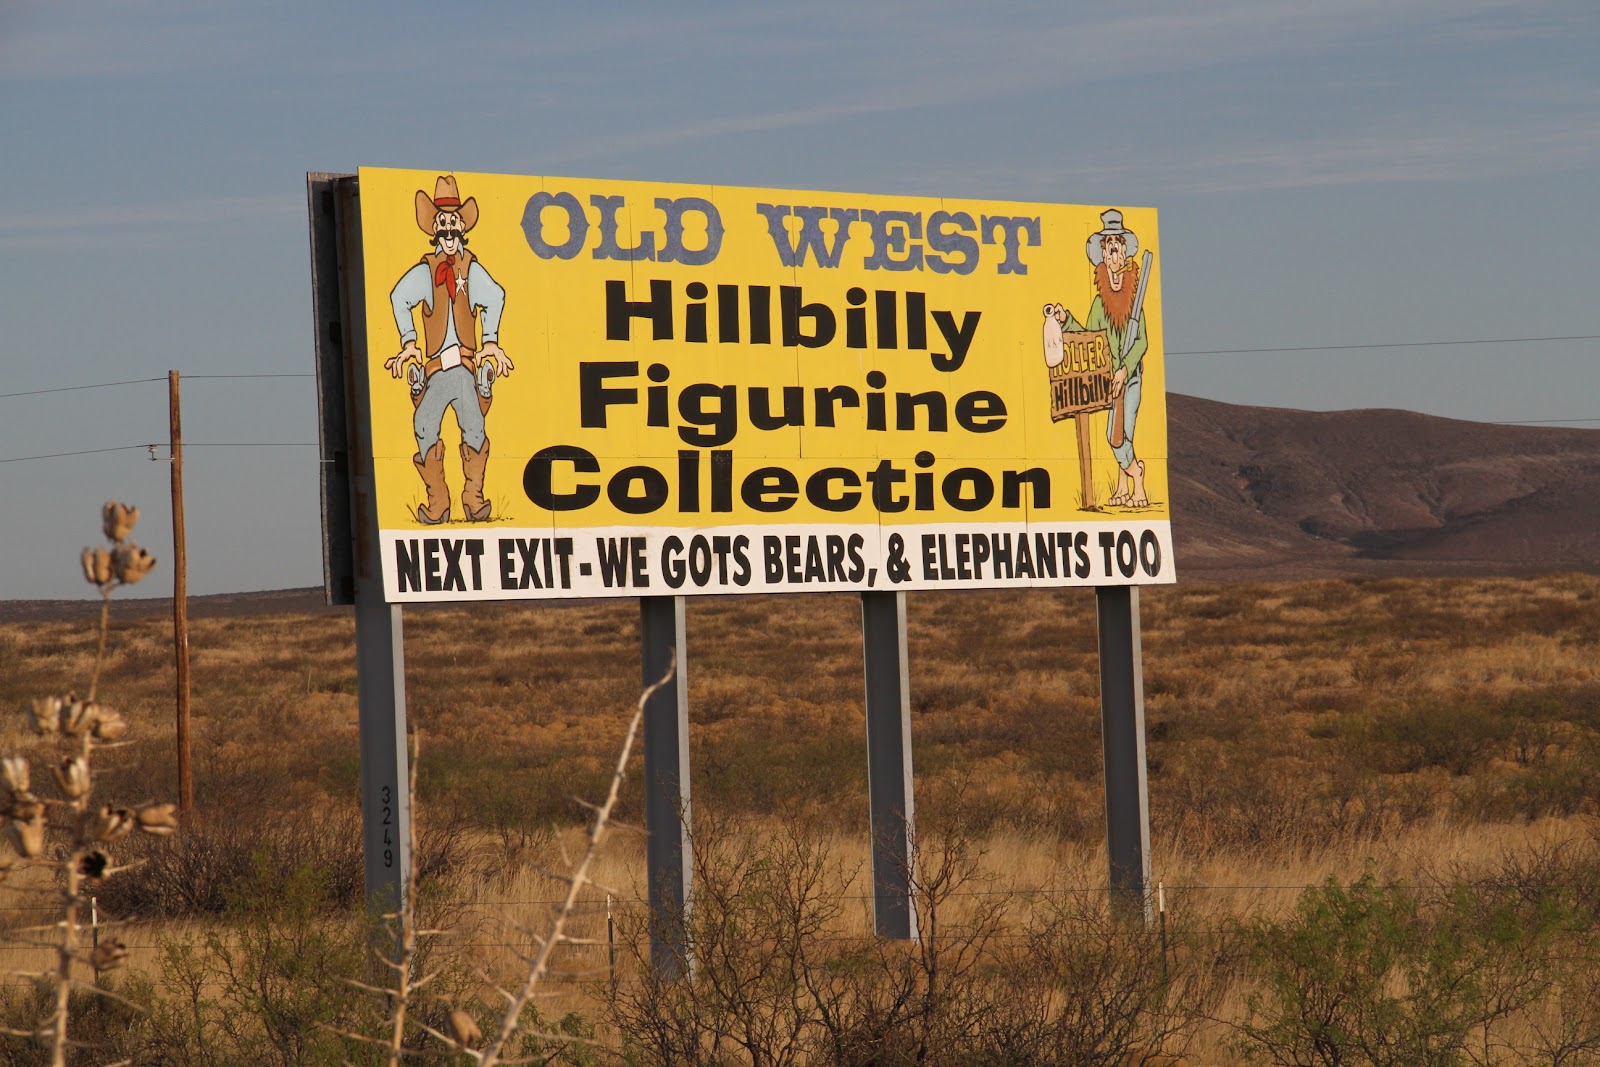 OLD WEST
Hillbilly
Figurine
Collection
HOLLER
Hillbilly
NEXT EXIT - WE GOTS BEARS, & ELEPHANTS TOO
3249